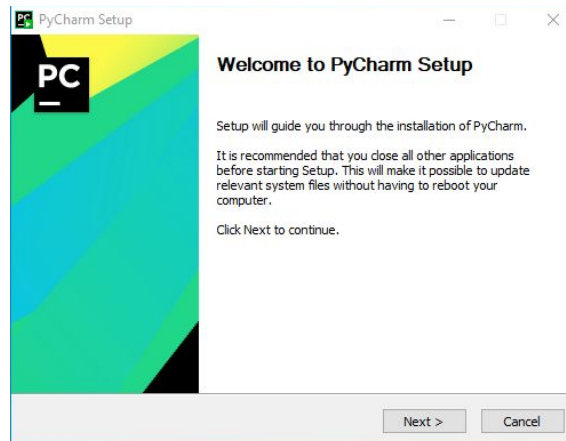 PC
PyCharm Setup
PC
Welcome to PyCharm Setup
Setup will guide you through the installation of PyCharm.
It is recommended that you close all other applications
before starting Setup. This will make it possible to update
relevant system files without having to reboot your
computer.
Click Next to continue.
Next >
Cancel